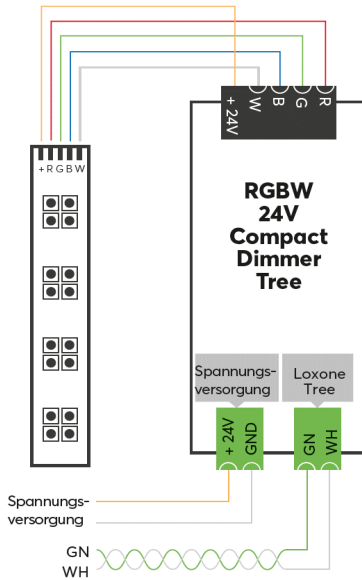 + 24V
W
B
G
R
+RGBW
RGBW
24V
Compact
Dimmer
Tree
Spannungs-
versorgung
Loxone
Tree
+ 24V
GND
GN
WH
Spannungs-
versorgung
GN
WH